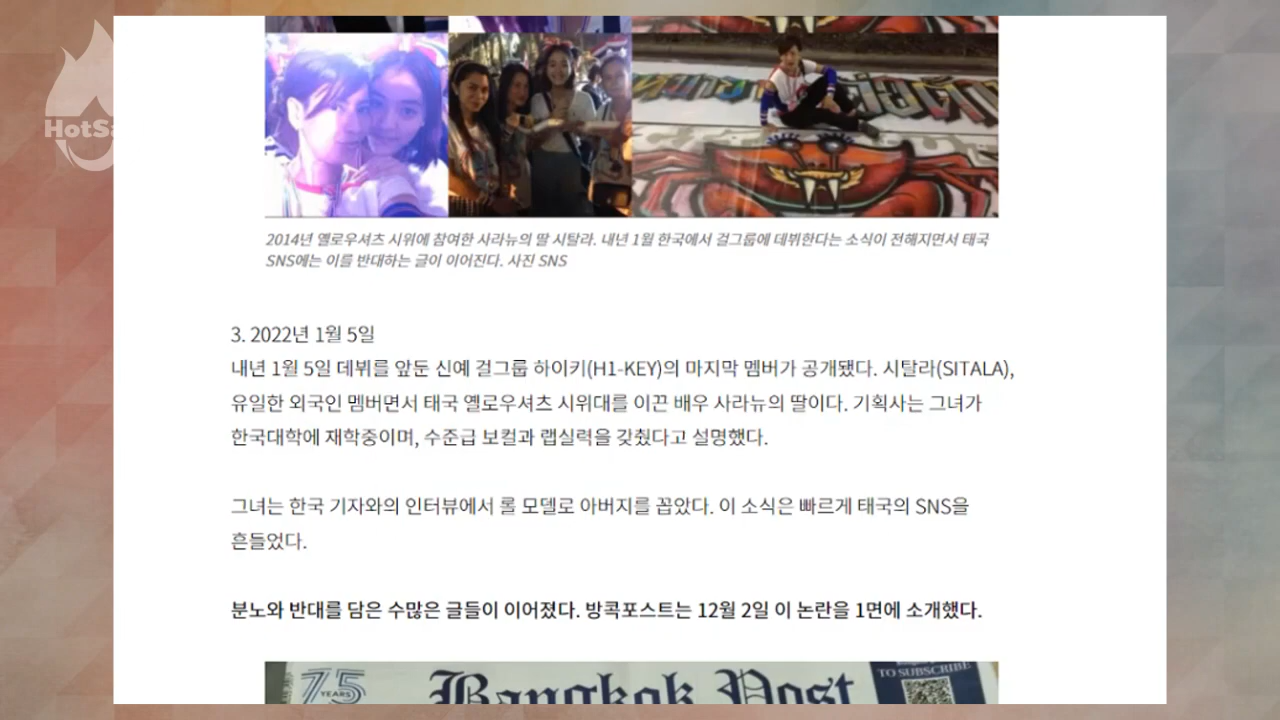 HotSa
2014년 옐로우셔츠 시위에 참여한 사라뉴의 딸 시탈라. 내년 1월 한국에서 걸그룹에 데뷔한다는 소식이 전해지면서 태국
SNS에는 이를 반대하는 글이 이어진다. 사진 SNS
3. 2022년 1월 5일
내년 1월 5일 데뷔를 앞둔 신예 걸그룹 하이키(H1-KEY)의 마지막 멤버가 공개됐다. 시탈라(SITALA),
유일한 외국인 멤버면서 태국 옐로우셔츠 시위대를 이끈 배우 사라뉴의 딸이다. 기획사는 그녀가
한국대학에 재학중이며, 수준급 보컬과 랩실력을 갖췄다고 설명했다.
그녀는 한국 기자와의 인터뷰에서 롤 모델로 아버지를 꼽았다. 이 소식은 빠르게 태국의 SNS을
흔들었다.
분노와 반대를 담은 수많은 글들이 이어졌다. 방콕포스트는 12월 2일 이 논란을 1면에 소개했다.
75 YEARS
Bangkok Post
TO SUBSCRIBE